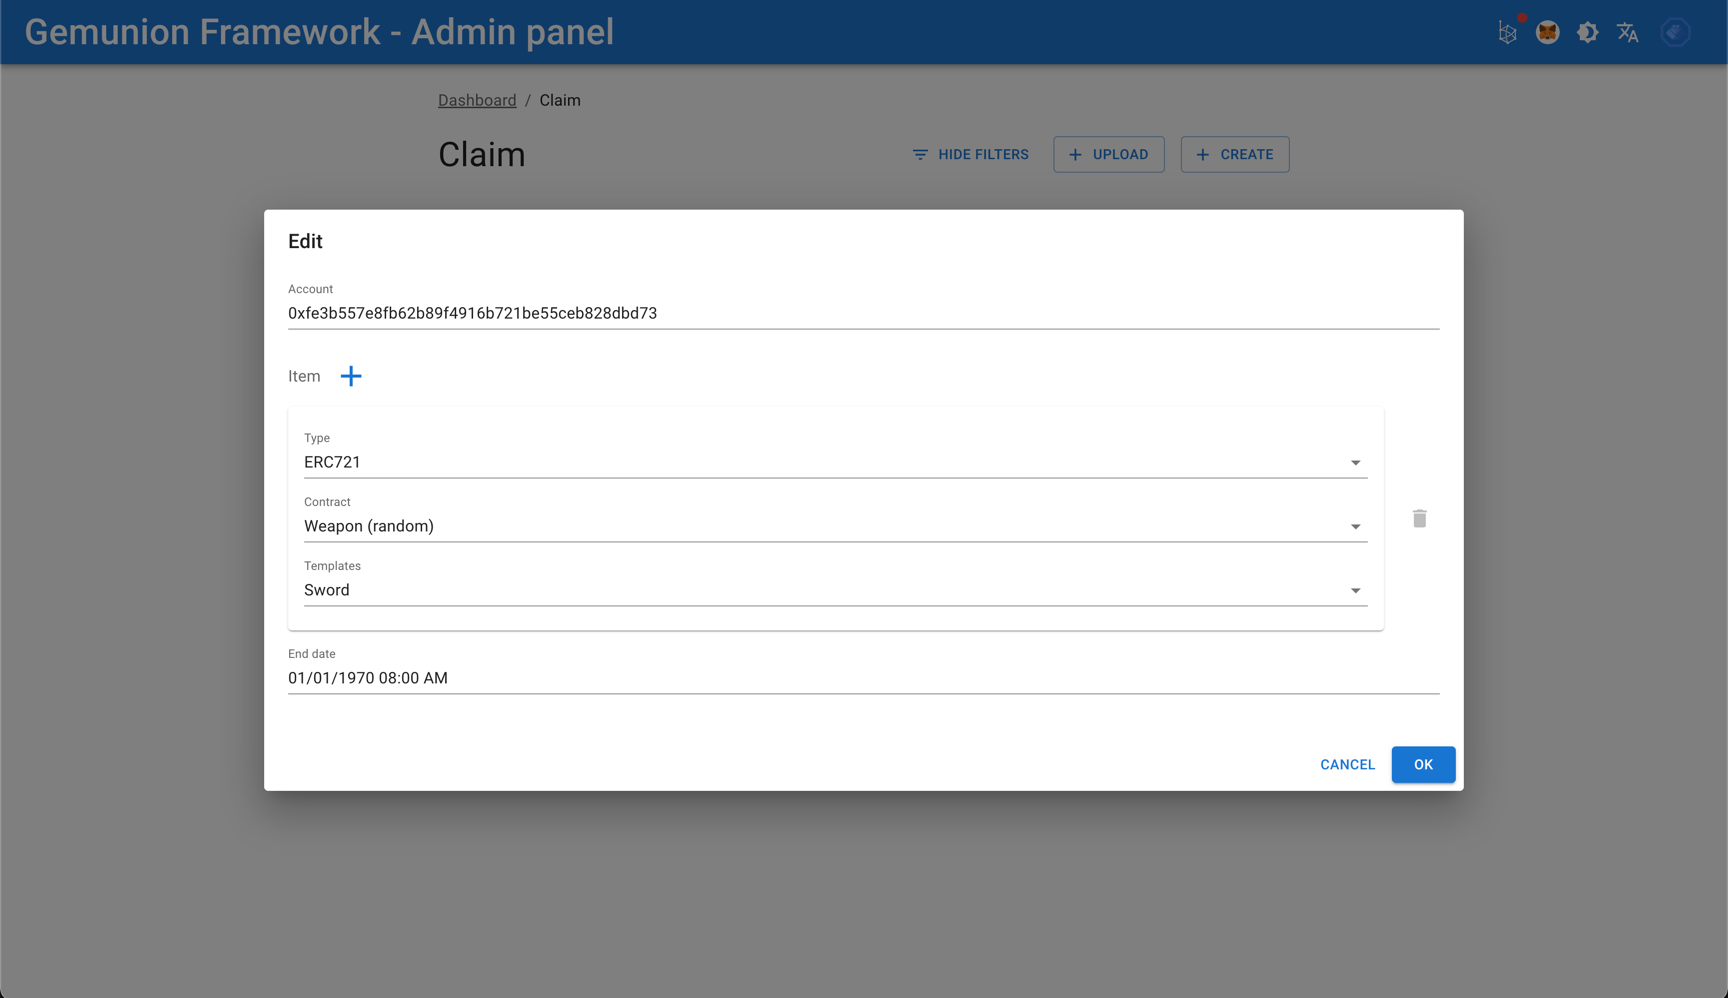 Gemunion Framework - Admin panel
Dashboard / Claim
Claim
HIDE FILTERS
UPLOAD
CREATE
Edit
Account
0xfe3b557e8fb62b89f4916b721be55ceb828dbd73
Item
Type
ERC721
Contract
Weapon (random)
Templates
Sword
End date
01/01/1970 08:00 AM
CANCEL
OK